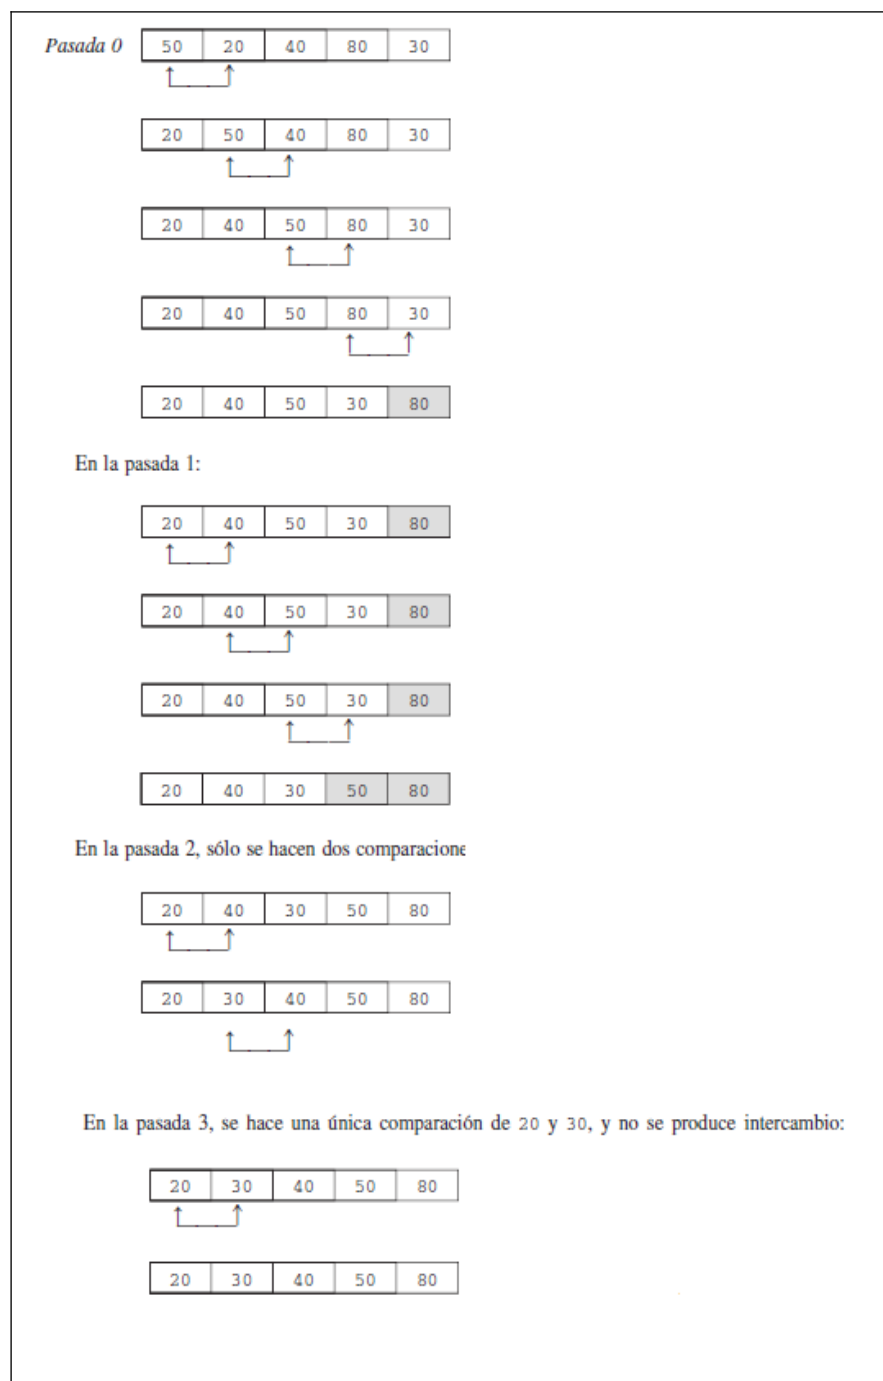 Pasada 0 50 20 40 80 30
20 50 40 80 30
20 40 50 80 30
20 40 50 80 30
20 40 50 30 80
En la pasada 1:
20 40 50 30 80
20 40 50 30 80
20 40 50 30 80
20 40 30 50 80
En la pasada 2, sólo se hacen dos comparacione
20 40 30 50 80
20 30 40 50 80
En la pasada 3, se hace una única comparación de 20 y 30, y no se produce intercambio:
20 30 40 50 80
20 30 40 50 80